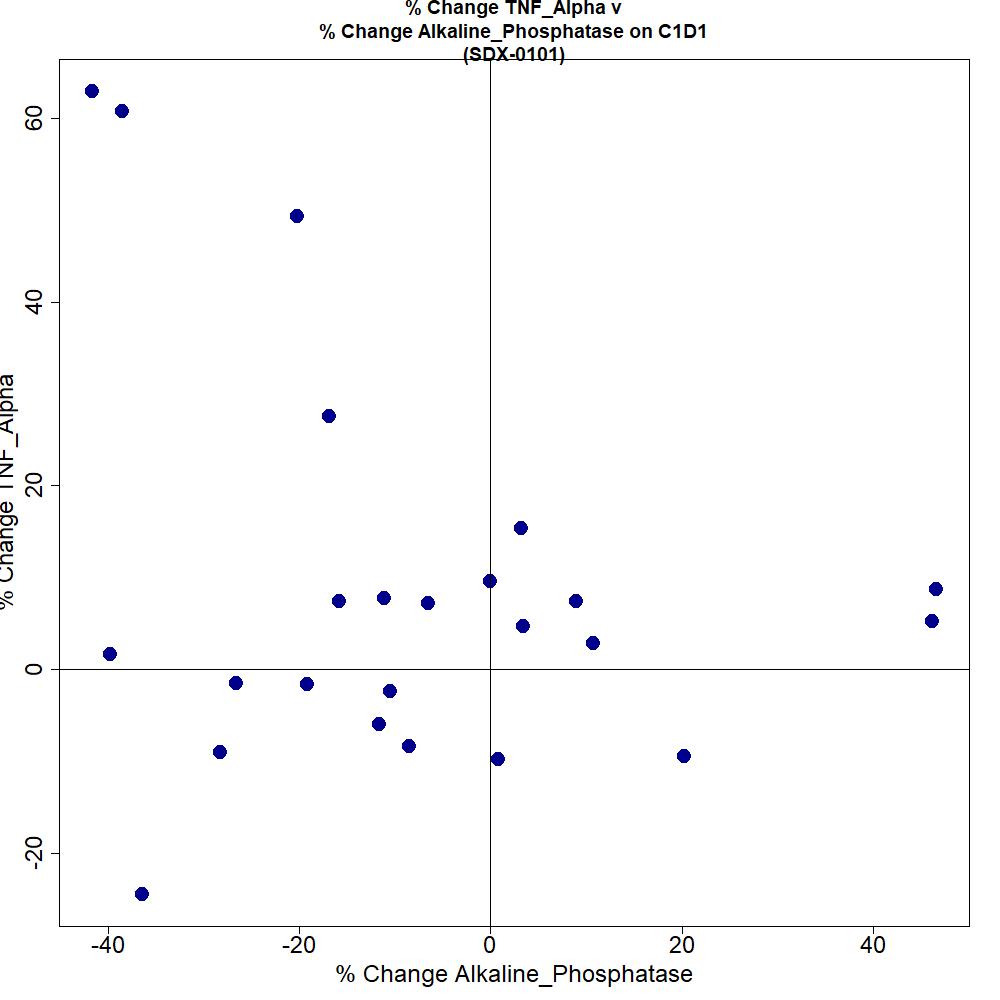 % Change TNF_Alpha v
% Change Alkaline_Phosphatase on C1D1
(SDX-0101)
% Change TNF_Alpha
60
40
20
0
-20
-40
-20
0
20
40
% Change Alkaline_Phosphatase